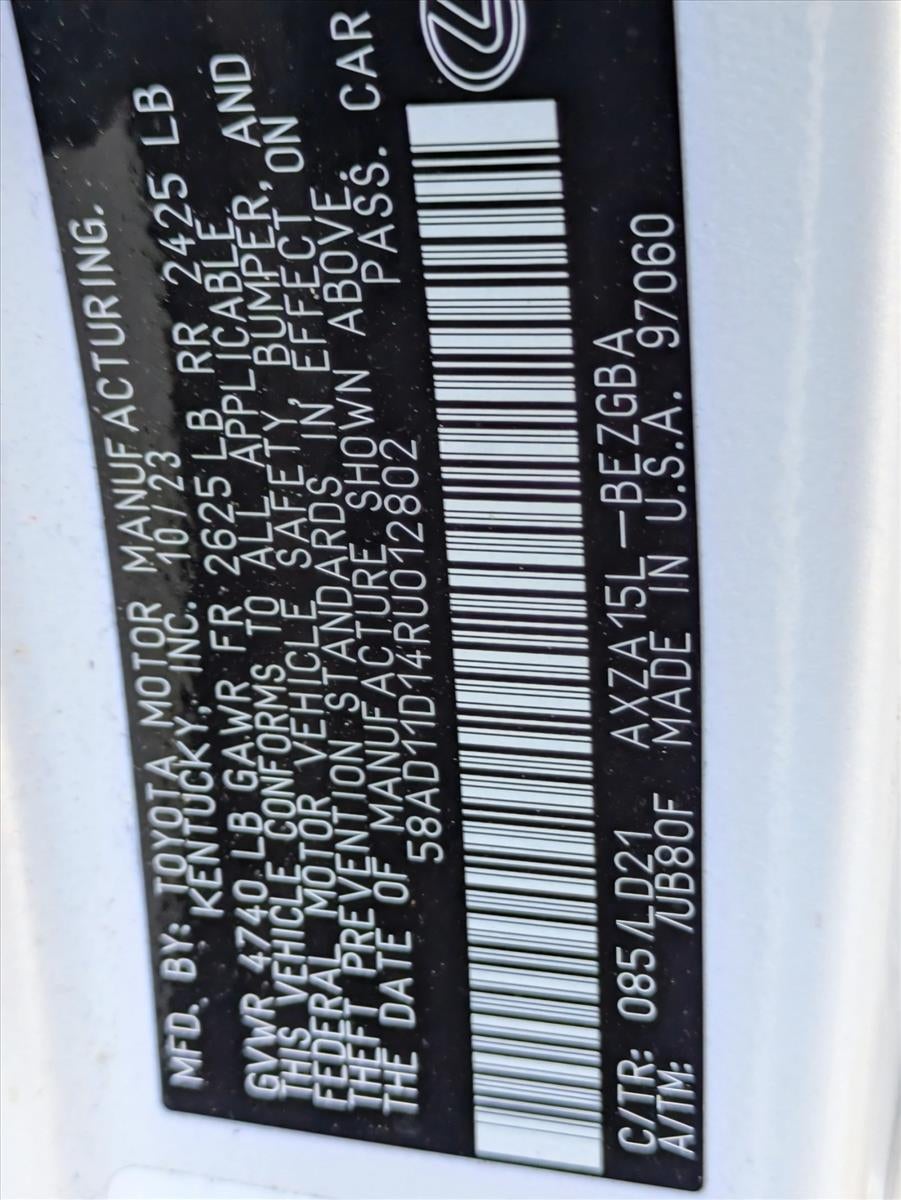 MFD. BY: TOYOTA MOTOR MANUFACTURING.
KENTUCKY, INC. 10/23
GVWR 4740 LB GAWR FR 2625 LB RR 2425 LB
THIS VEHICLE CONFORMS TO ALL APPLICABLE
FEDERAL MOTOR VEHICLE SAFETY, BUMPER, AND
THEFT PREVENTION STANDARDS IN EFFECT ON
THE DATE OF MANUFACTURE SHOWN ABOVE.
58AD11D14RU012802 PASS. CAR
C/TR: 085/LD21 AXZA15L-BEZGBA
A/TM: /UB80F MADE IN U.S.A. 97060